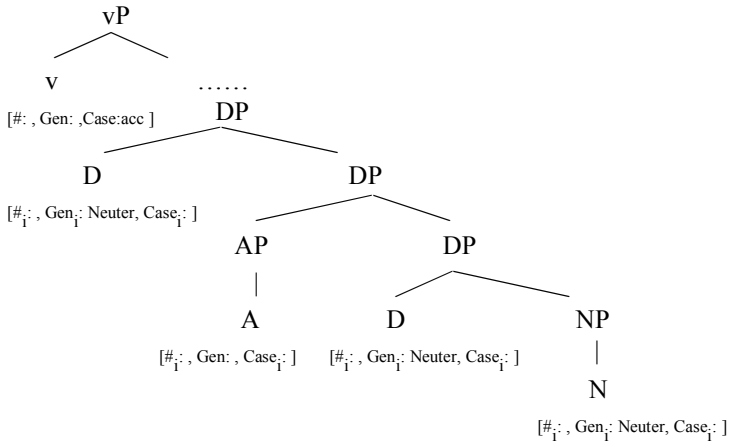 vP
v
……
[#: , Gen: ,Case:acc ]
DP
D DP
[#i: , Geni: Neuter, Casei: ]
AP DP
A D NP
[#i: , Gen: , Casei: ] [#i: , Geni: Neuter, Casei: ]
N
[#i: , Geni: Neuter, Casei: ]